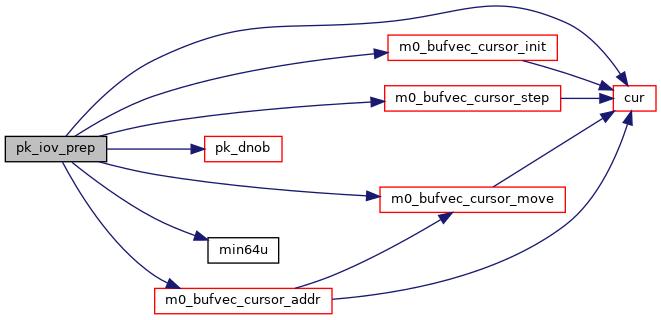 m0_bufvec_cursor_init
m0_bufvec_cursor_step
cur
pk_iov_prep
pk_dnob
m0_bufvec_cursor_move
min64u
m0_bufvec_cursor_addr